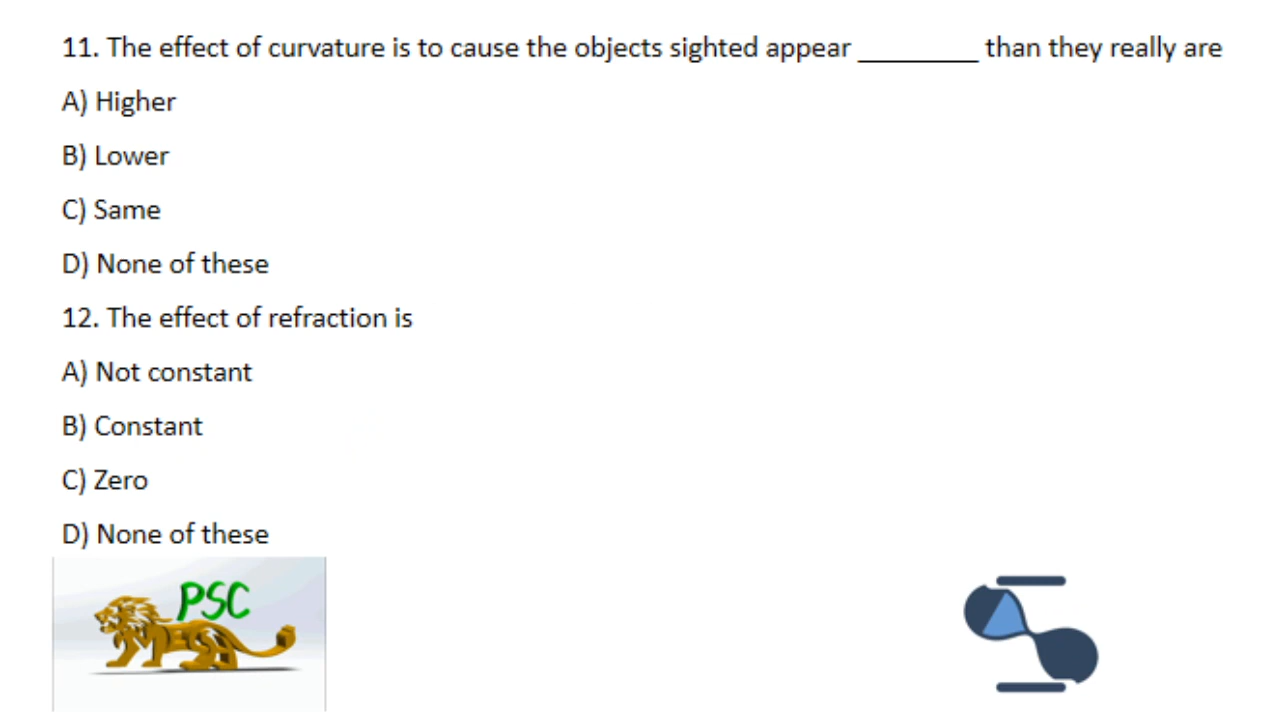 11. The effect of curvature is to cause the objects sighted appear ________ than they really are
A) Higher
B) Lower
C) Same
D) None of these
12. The effect of refraction is
A) Not constant
B) Constant
C) Zero
D) None of these
PSC